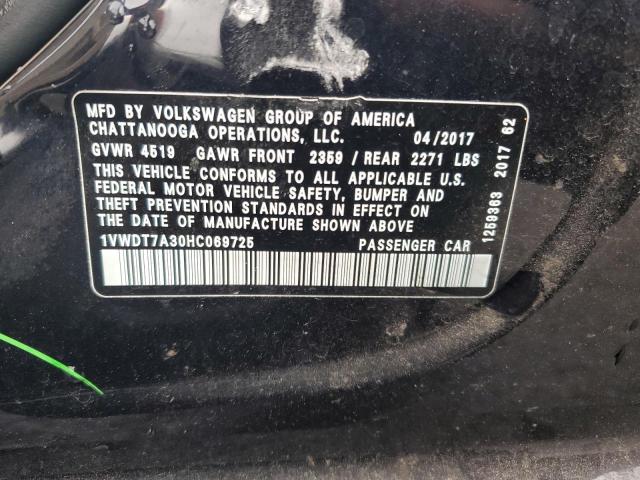 MFD BY VOLKSWAGEN GROUP OF AMERICA
CHATTANOOGA OPERATIONS, LLC. 04/2017
GVWR 4519 GAWR FRONT 2359 / REAR 2271 LBS
THIS VEHICLE CONFORMS TO ALL APPLICABLE U.S.
FEDERAL MOTOR VEHICLE SAFETY, BUMPER AND
THEFT PREVENTION STANDARDS IN EFFECT ON
THE DATE OF MANUFACTURE SHOWN ABOVE
1VWDT7A30HC069725 PASSENGER CAR
1259363 2017 62